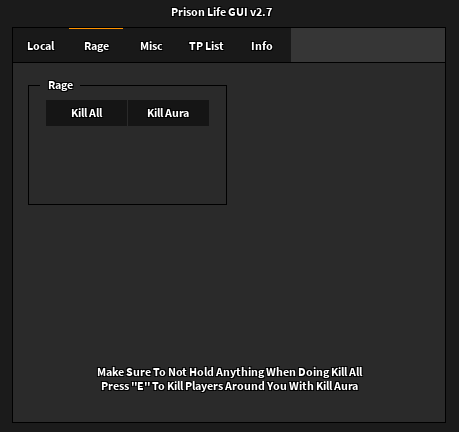 Prison Life GUI v2.7
Local Rage Misc TP List Info
Rage
Kill All Kill Aura
Make Sure To Not Hold Anything When Doing Kill All
Press "E" To Kill Players Around You With Kill Aura